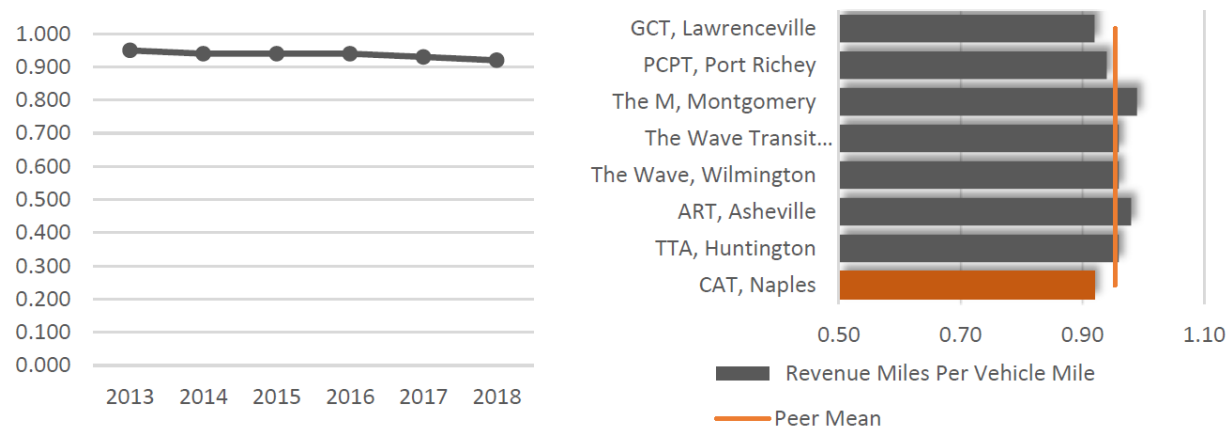 1.000
0.900
0.800
0.700
0.600
0.500
0.400
0.300
0.200
0.100
0.000
2013 2014 2015 2016 2017 2018
GCT, Lawrenceville
PCPT, Port Richey
The M, Montgomery
The Wave Transit...
The Wave, Wilmington
ART, Asheville
TTA, Huntington
CAT, Naples
0.50 0.70 0.90 1.10
Revenue Miles Per Vehicle Mile
Peer Mean